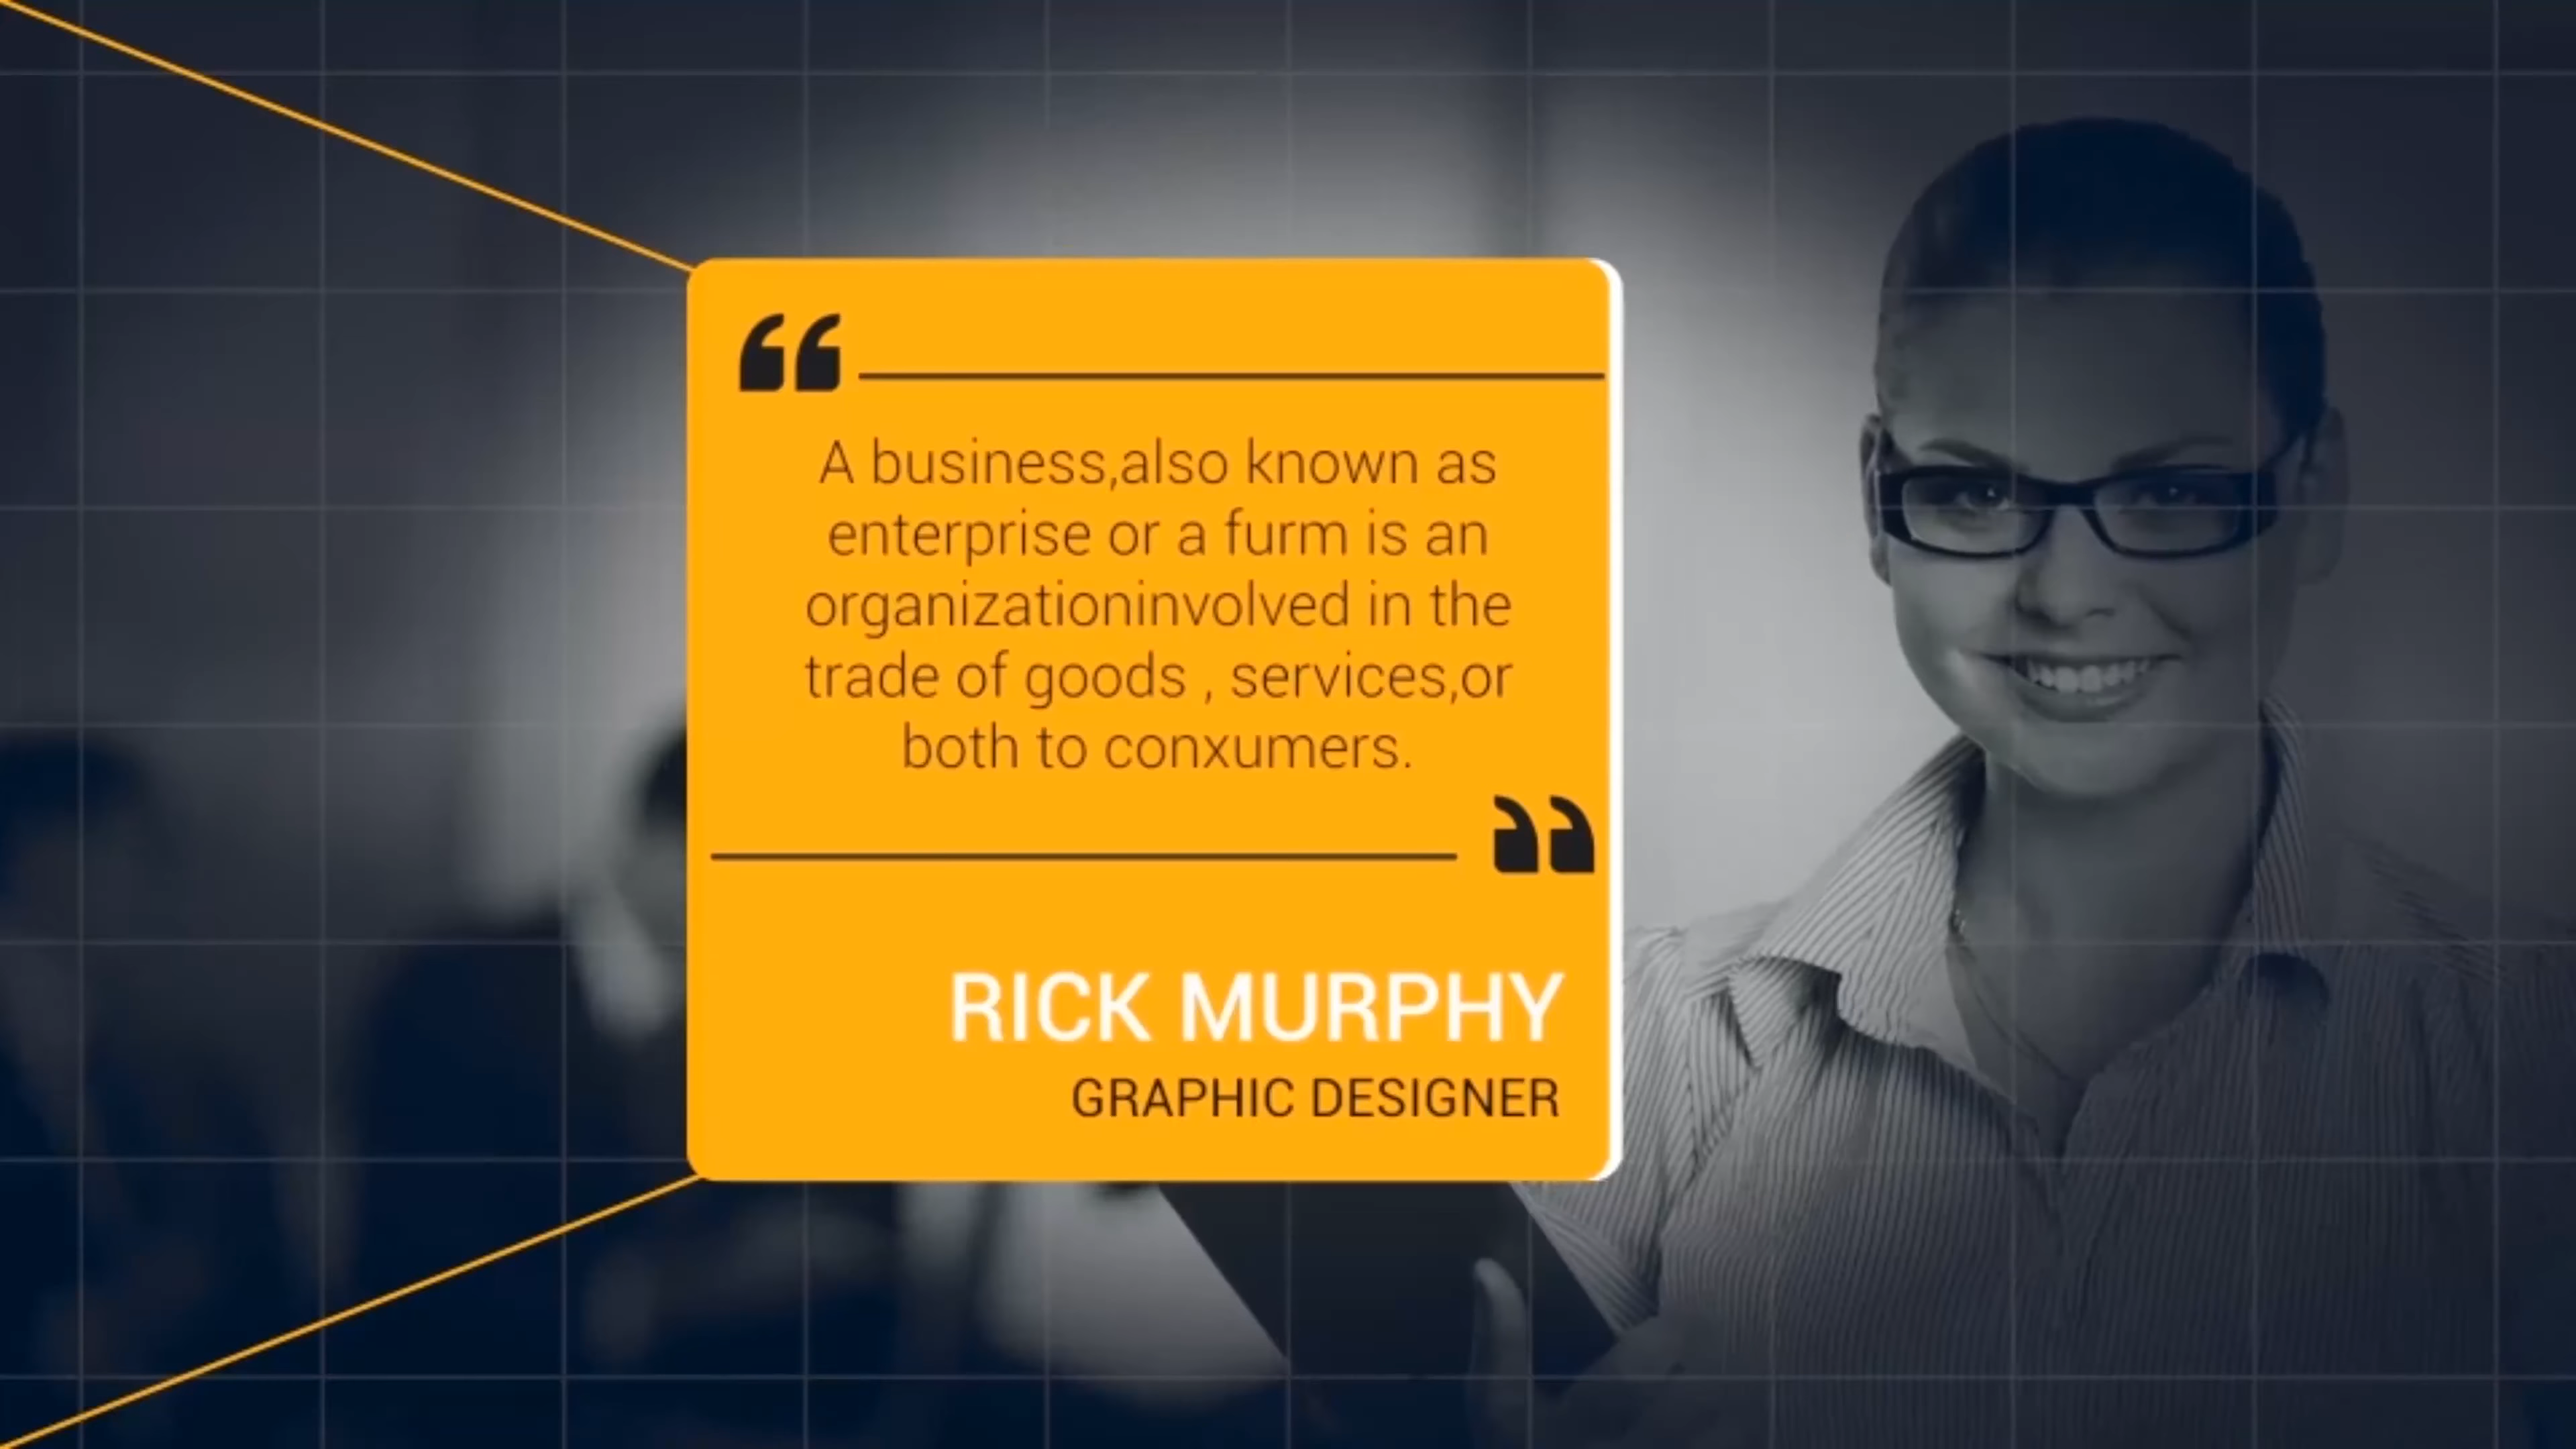 “
A business,also known as
enterprise or a furm is an
organizationinvolved in the
trade of goods , services,or
both to conxumers.
”
RICK MURPHY
GRAPHIC DESIGNER